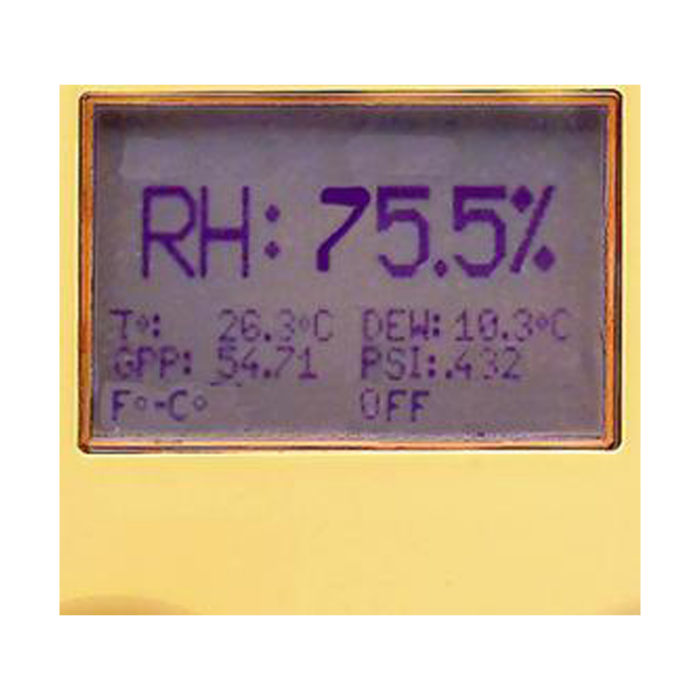 RH: 75.5%
T°: 26.3°C DEW: 10.3°C
GPP: 54.71 PSI:.432
F°-C° OFF